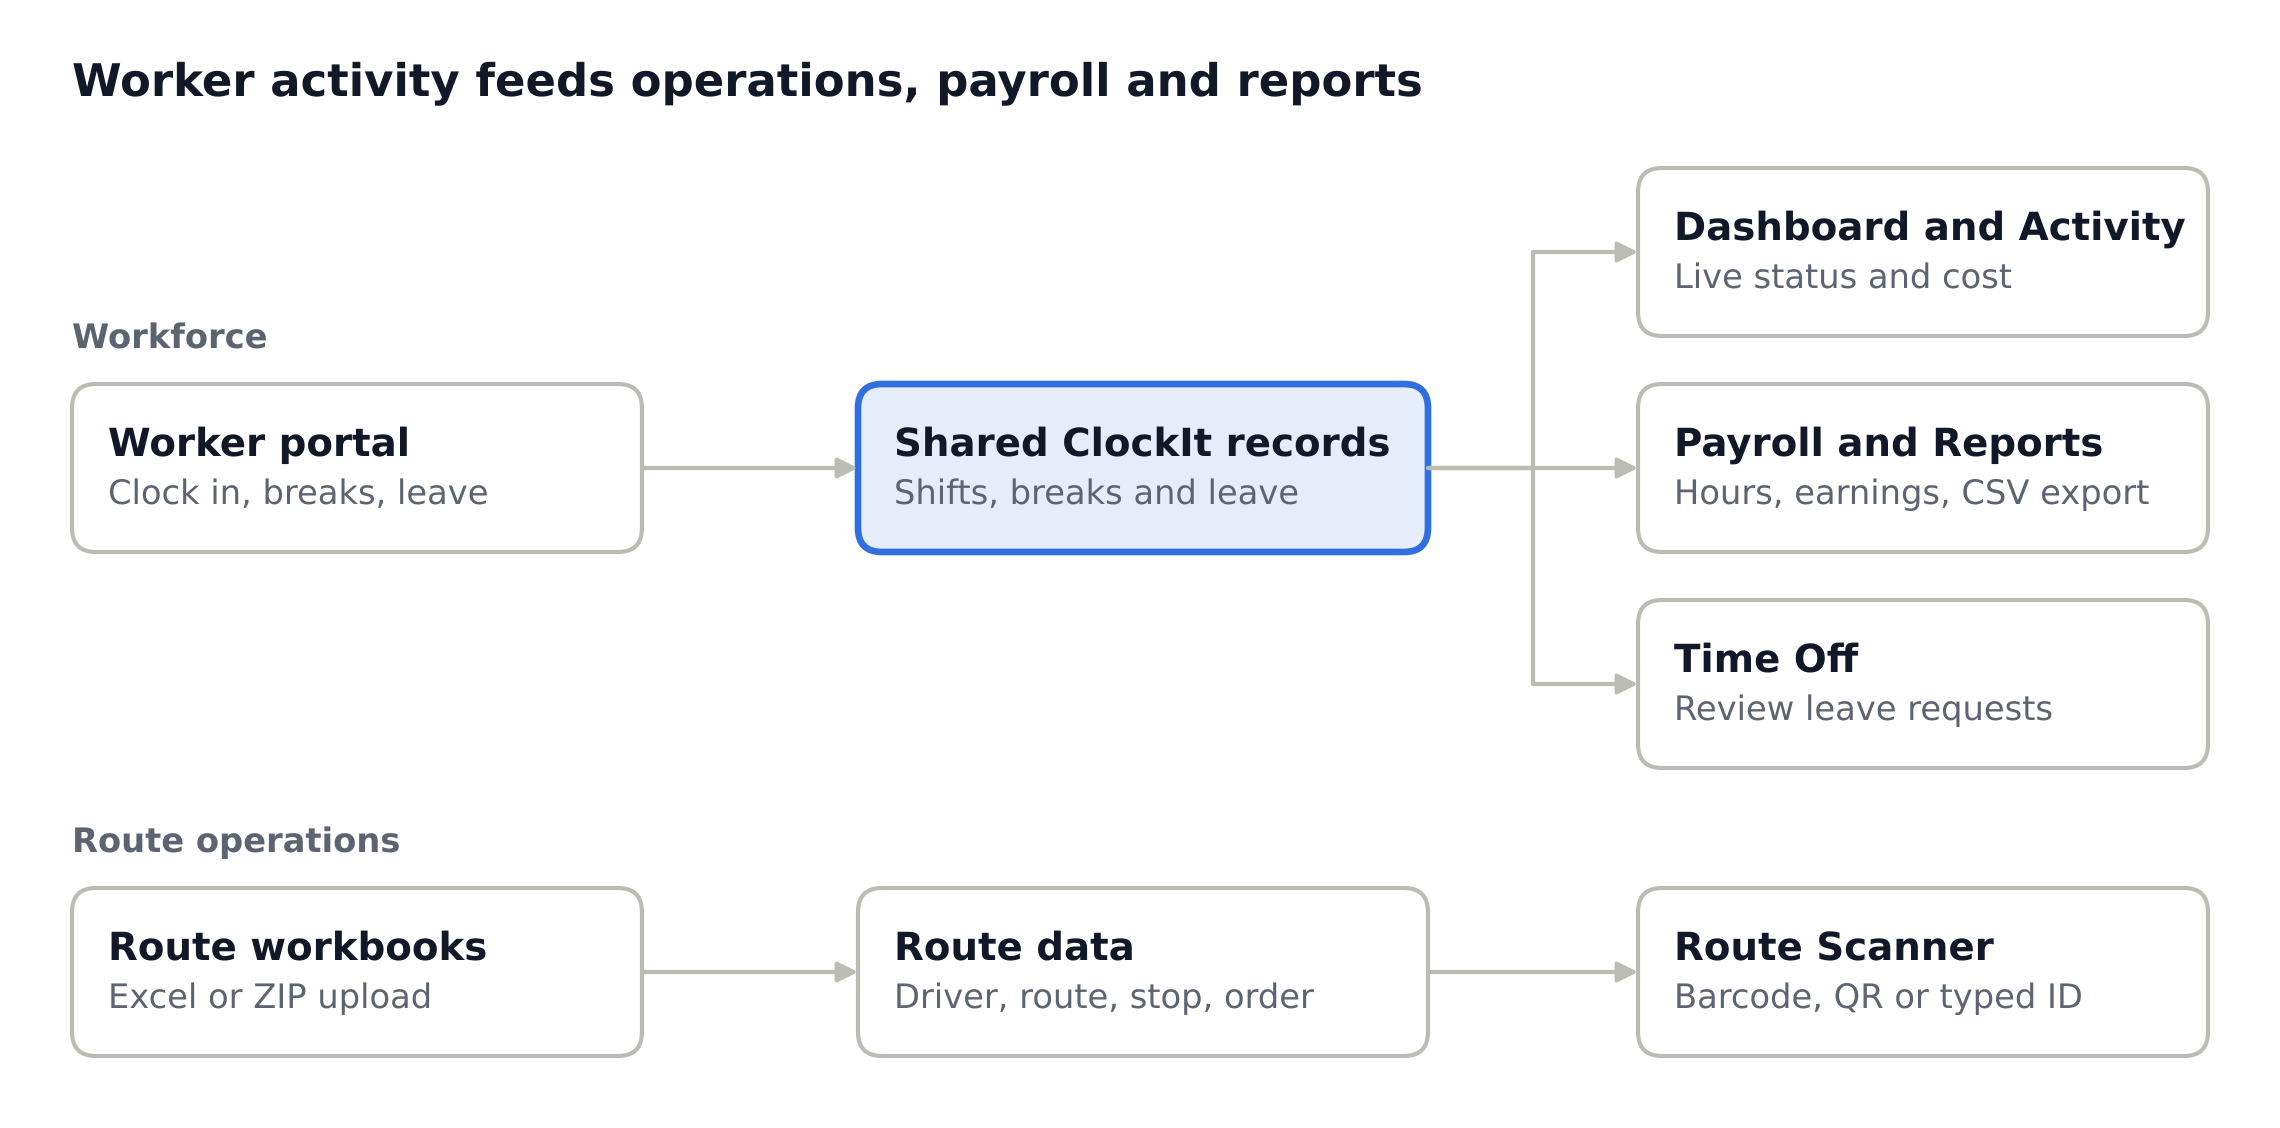 Worker activity feeds operations, payroll and reports
Workforce
Worker portal
Clock in, breaks, leave
Shared ClockIt records
Shifts, breaks and leave
Dashboard and Activity
Live status and cost
Payroll and Reports
Hours, earnings, CSV export
Time Off
Review leave requests
Route operations
Route workbooks
Excel or ZIP upload
Route data
Driver, route, stop, order
Route Scanner
Barcode, QR or typed ID